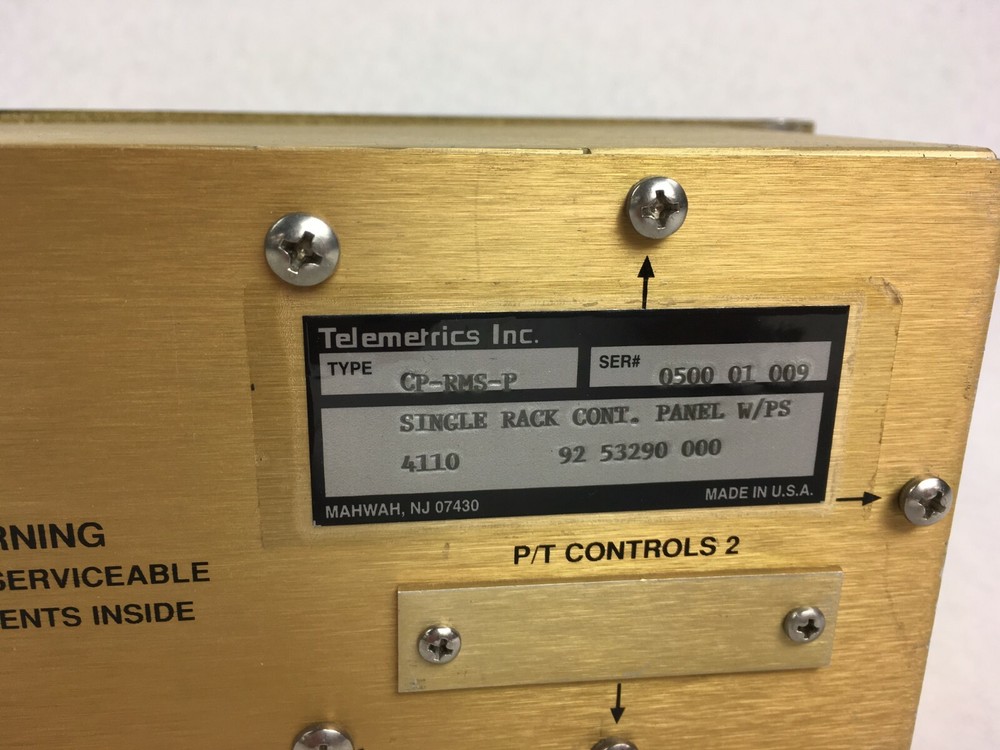 Telemetrics Inc.
TYPE CP-RMS-P
SER# 0500 01 009
SINGLE RACK CONT. PANEL W/PS
4110 92 53290 000
MAHWAH, NJ 07430
MADE IN U.S.A.
P/T CONTROLS 2
RNING
SERVICEABLE
ENTS INSIDE